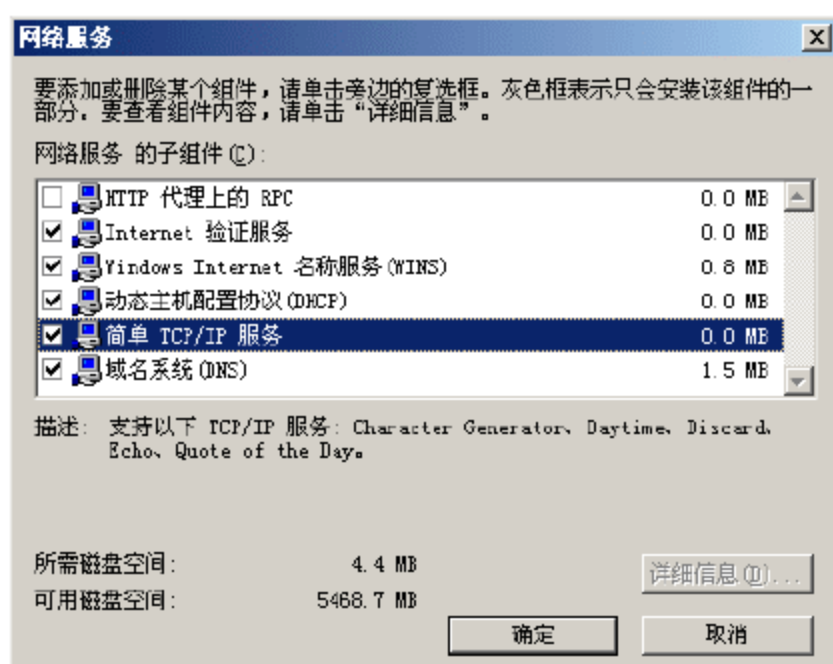 网络服务
要添加或删除某个组件，请单击旁边的复选框。灰色框表示只会安装该组件的一
部分。要查看组件内容，请单击“详细信息”。
网络服务 的子组件(C):
HTTP 代理上的 RPC 0.0 MB
Internet 验证服务 0.0 MB
Windows Internet 名称服务(WINS) 0.8 MB
动态主机配置协议(DHCP) 0.0 MB
简单 TCP/IP 服务 0.0 MB
域名系统(DNS) 1.5 MB
描述: 支持以下 TCP/IP 服务: Character Generator、Daytime、Discard、
Echo、Quote of the Day。
所需磁盘空间: 4.4 MB
详细信息(D)...
可用磁盘空间: 5468.7 MB
确定 取消